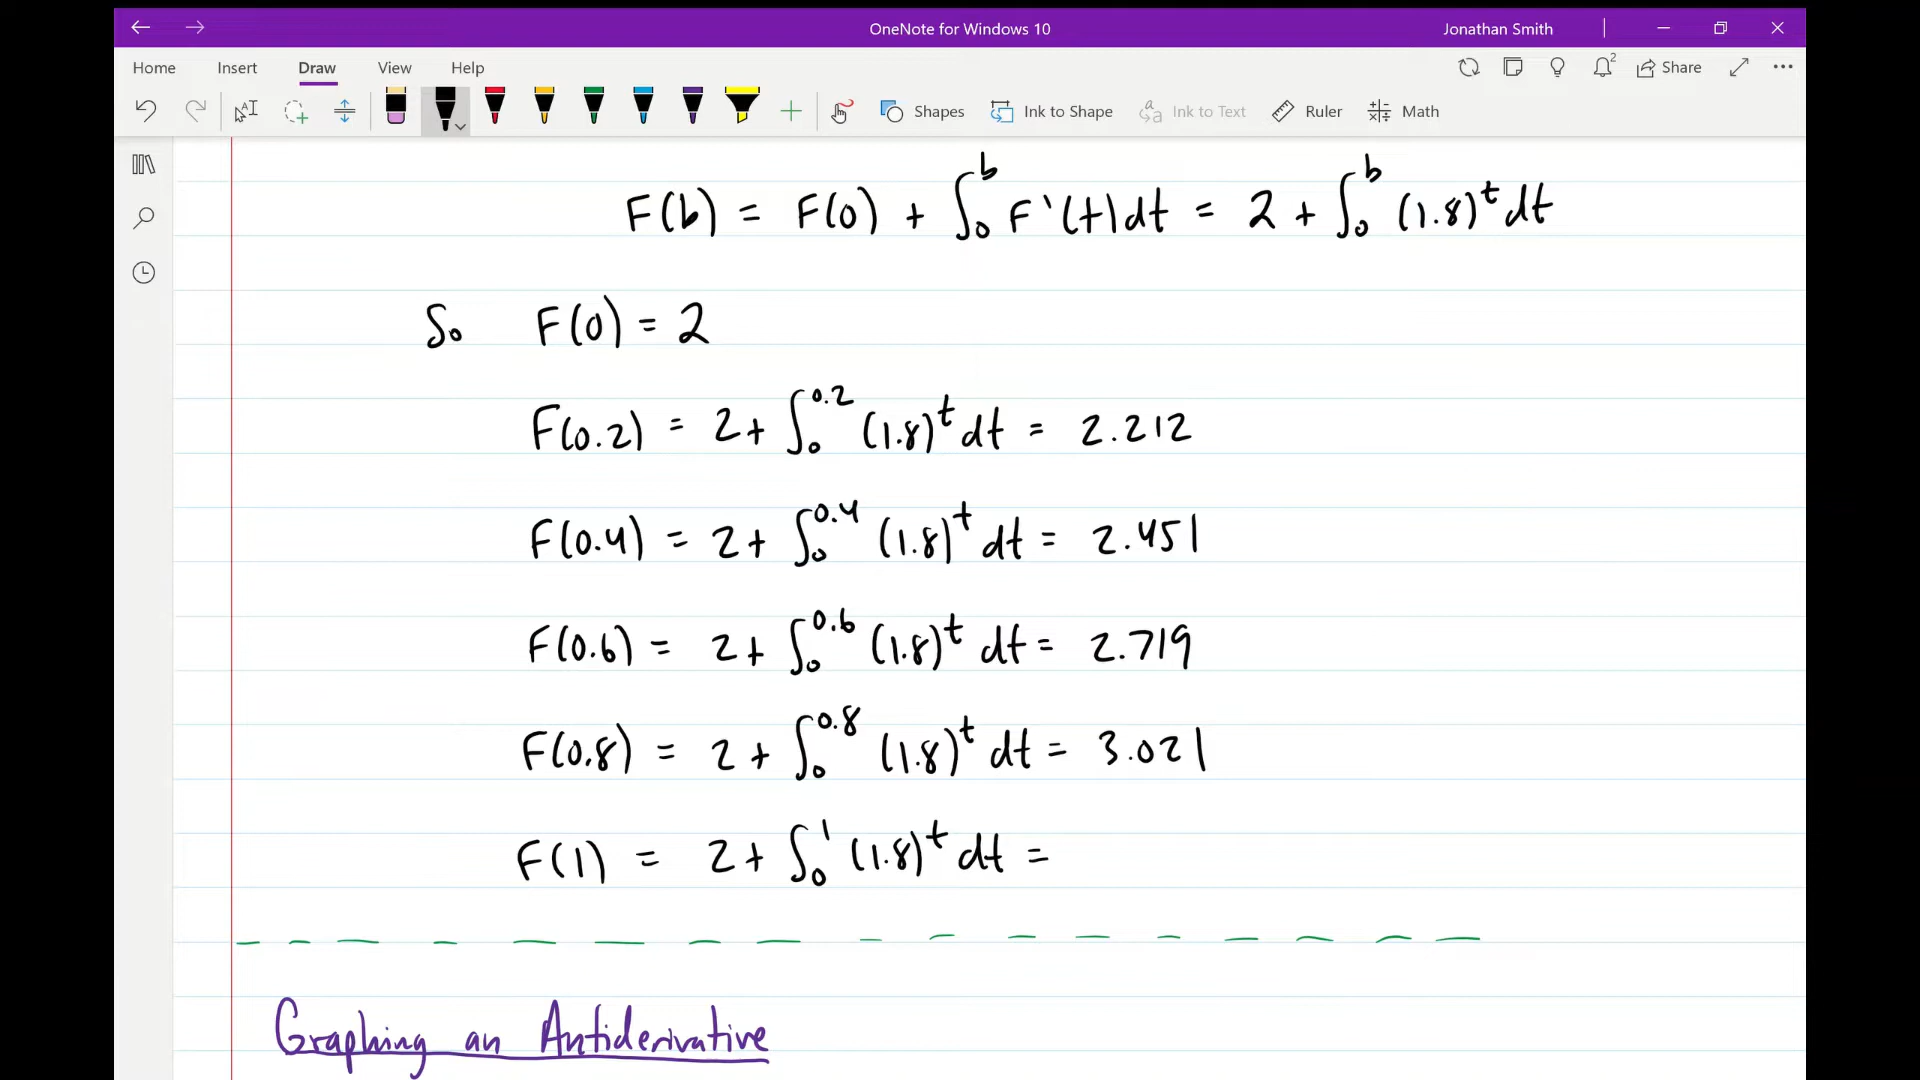 OneNote for Windows 10 Jonathan Smith
Home Insert Draw View Help 2 Share
Shapes Ink to Shape Ink to Text Ruler Math
F(b) = F(0) + ∫₀ᵇ F'(t)dt = 2 + ∫₀ᵇ (1.8)ᵗ dt
So F(0) = 2
F(0.2) = 2 + ∫₀^0.2 (1.8)ᵗ dt = 2.212
F(0.4) = 2 + ∫₀^0.4 (1.8)ᵗ dt = 2.451
F(0.6) = 2 + ∫₀^0.6 (1.8)ᵗ dt = 2.719
F(0.8) = 2 + ∫₀^0.8 (1.8)ᵗ dt = 3.021
F(1) = 2 + ∫₀¹ (1.8)ᵗ dt =
Graphing an Antiderivative